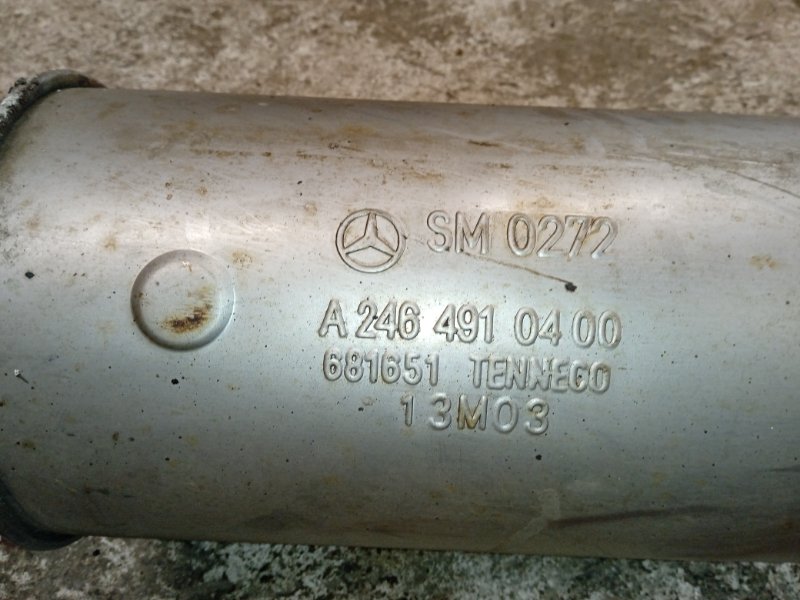 SM 0272
A 246 491 04 00
681651 TENNECO
13M03